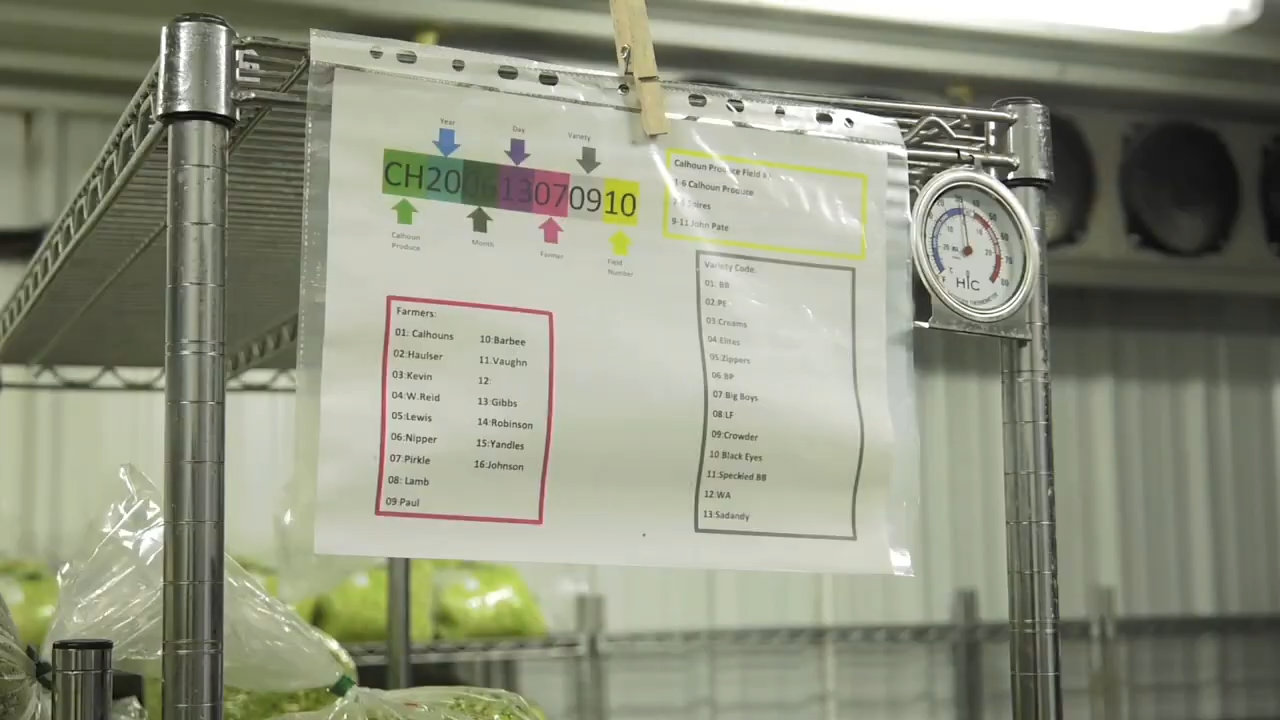 Year
Day
Variety
CH200613070910
Calhoun
Produce
Month
Farmer
Field
Number
Calhoun Produce Field #
1-6 Calhoun Produce
Spires
9-11 John Pate
Farmers:
01: Calhouns
02:Haulser
03:Kevin
04:W.Reid
05:Lewis
06:Nipper
07:Pirkle
08: Lamb
09:Paul
10:Barbee
11:Vaughn
12:
13:Gibbs
14:Robinson
15:Yandles
16:Johnson
Variety Code:
01: BB
02:PE
03:Creams
04:Elites
05:Zippers
06:BP
07:Big Boys
08:LF
09:Crowder
10 Black Eyes
11:Speckled BB
12:WA
13:Sadandy
HIC